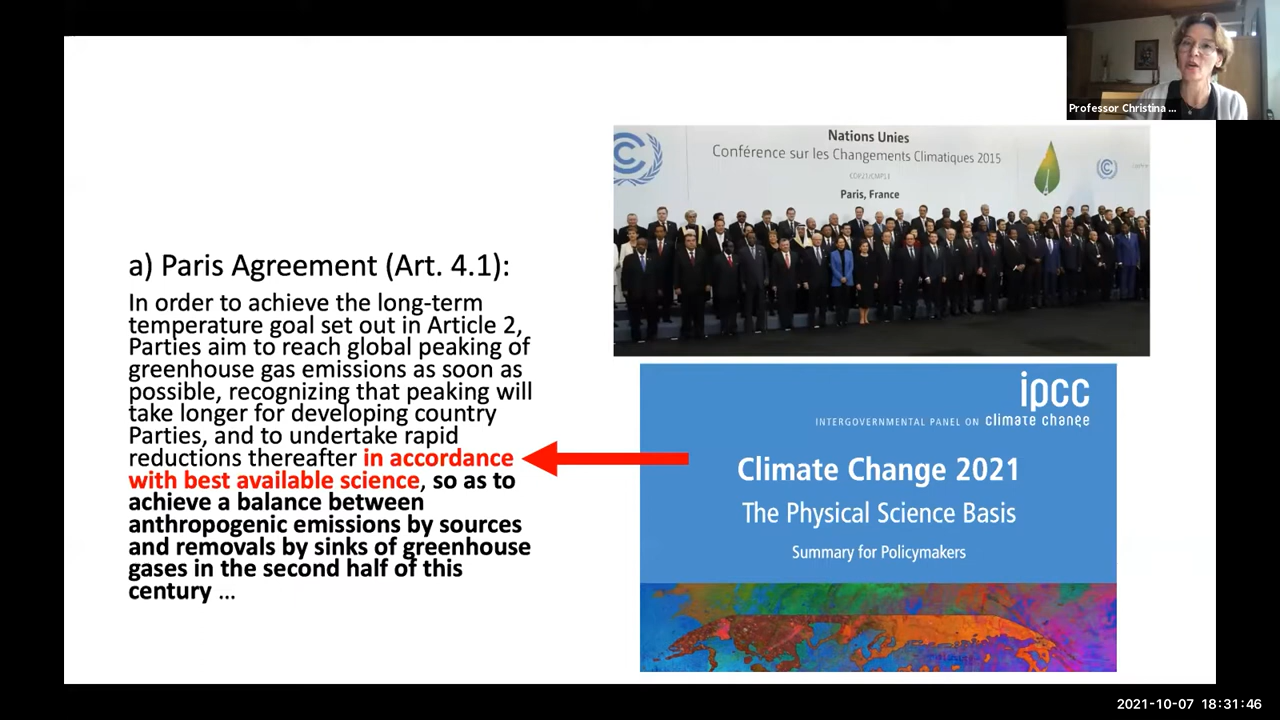 Professor Christina ...
Nations Unies
Conférence sur les Changements Climatiques 2015
COP21/CMP11
Paris, France
a) Paris Agreement (Art. 4.1):
In order to achieve the long-term
temperature goal set out in Article 2,
Parties aim to reach global peaking of
greenhouse gas emissions as soon as
possible, recognizing that peaking will
take longer for developing country
Parties, and to undertake rapid
reductions thereafter in accordance
with best available science, so as to
achieve a balance between
anthropogenic emissions by sources
and removals by sinks of greenhouse
gases in the second half of this
century ...
ipcc
INTERGOVERNMENTAL PANEL ON climate change
Climate Change 2021
The Physical Science Basis
Summary for Policymakers
2021-10-07 18:31:46